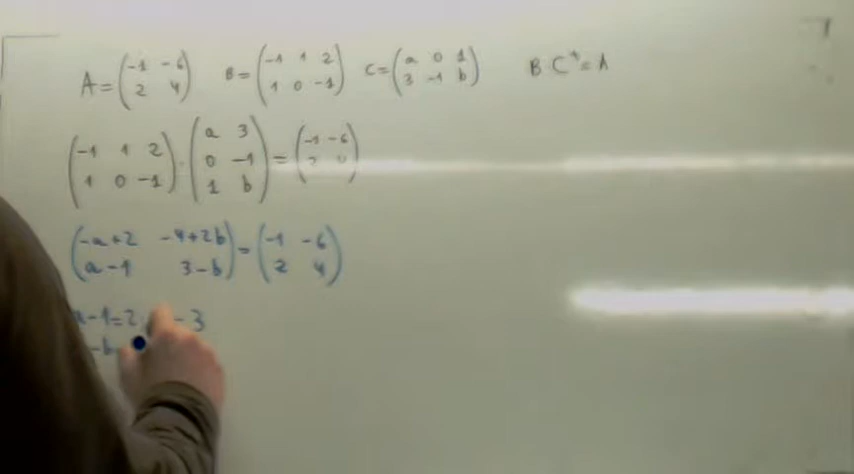 A = (-1 -6 B = (-1 1 2 C = (a 0 1 B C^t = A
2 4) 1 0 -1) 3 -1 b)
(-1 1 2 · (a 3 = (-1 -6
1 0 -1) 0 -1
1 b)
(-a+2 -4+2b = (-1 -6
a-1 3-b) 2 4)
a-1=2 -3
-b